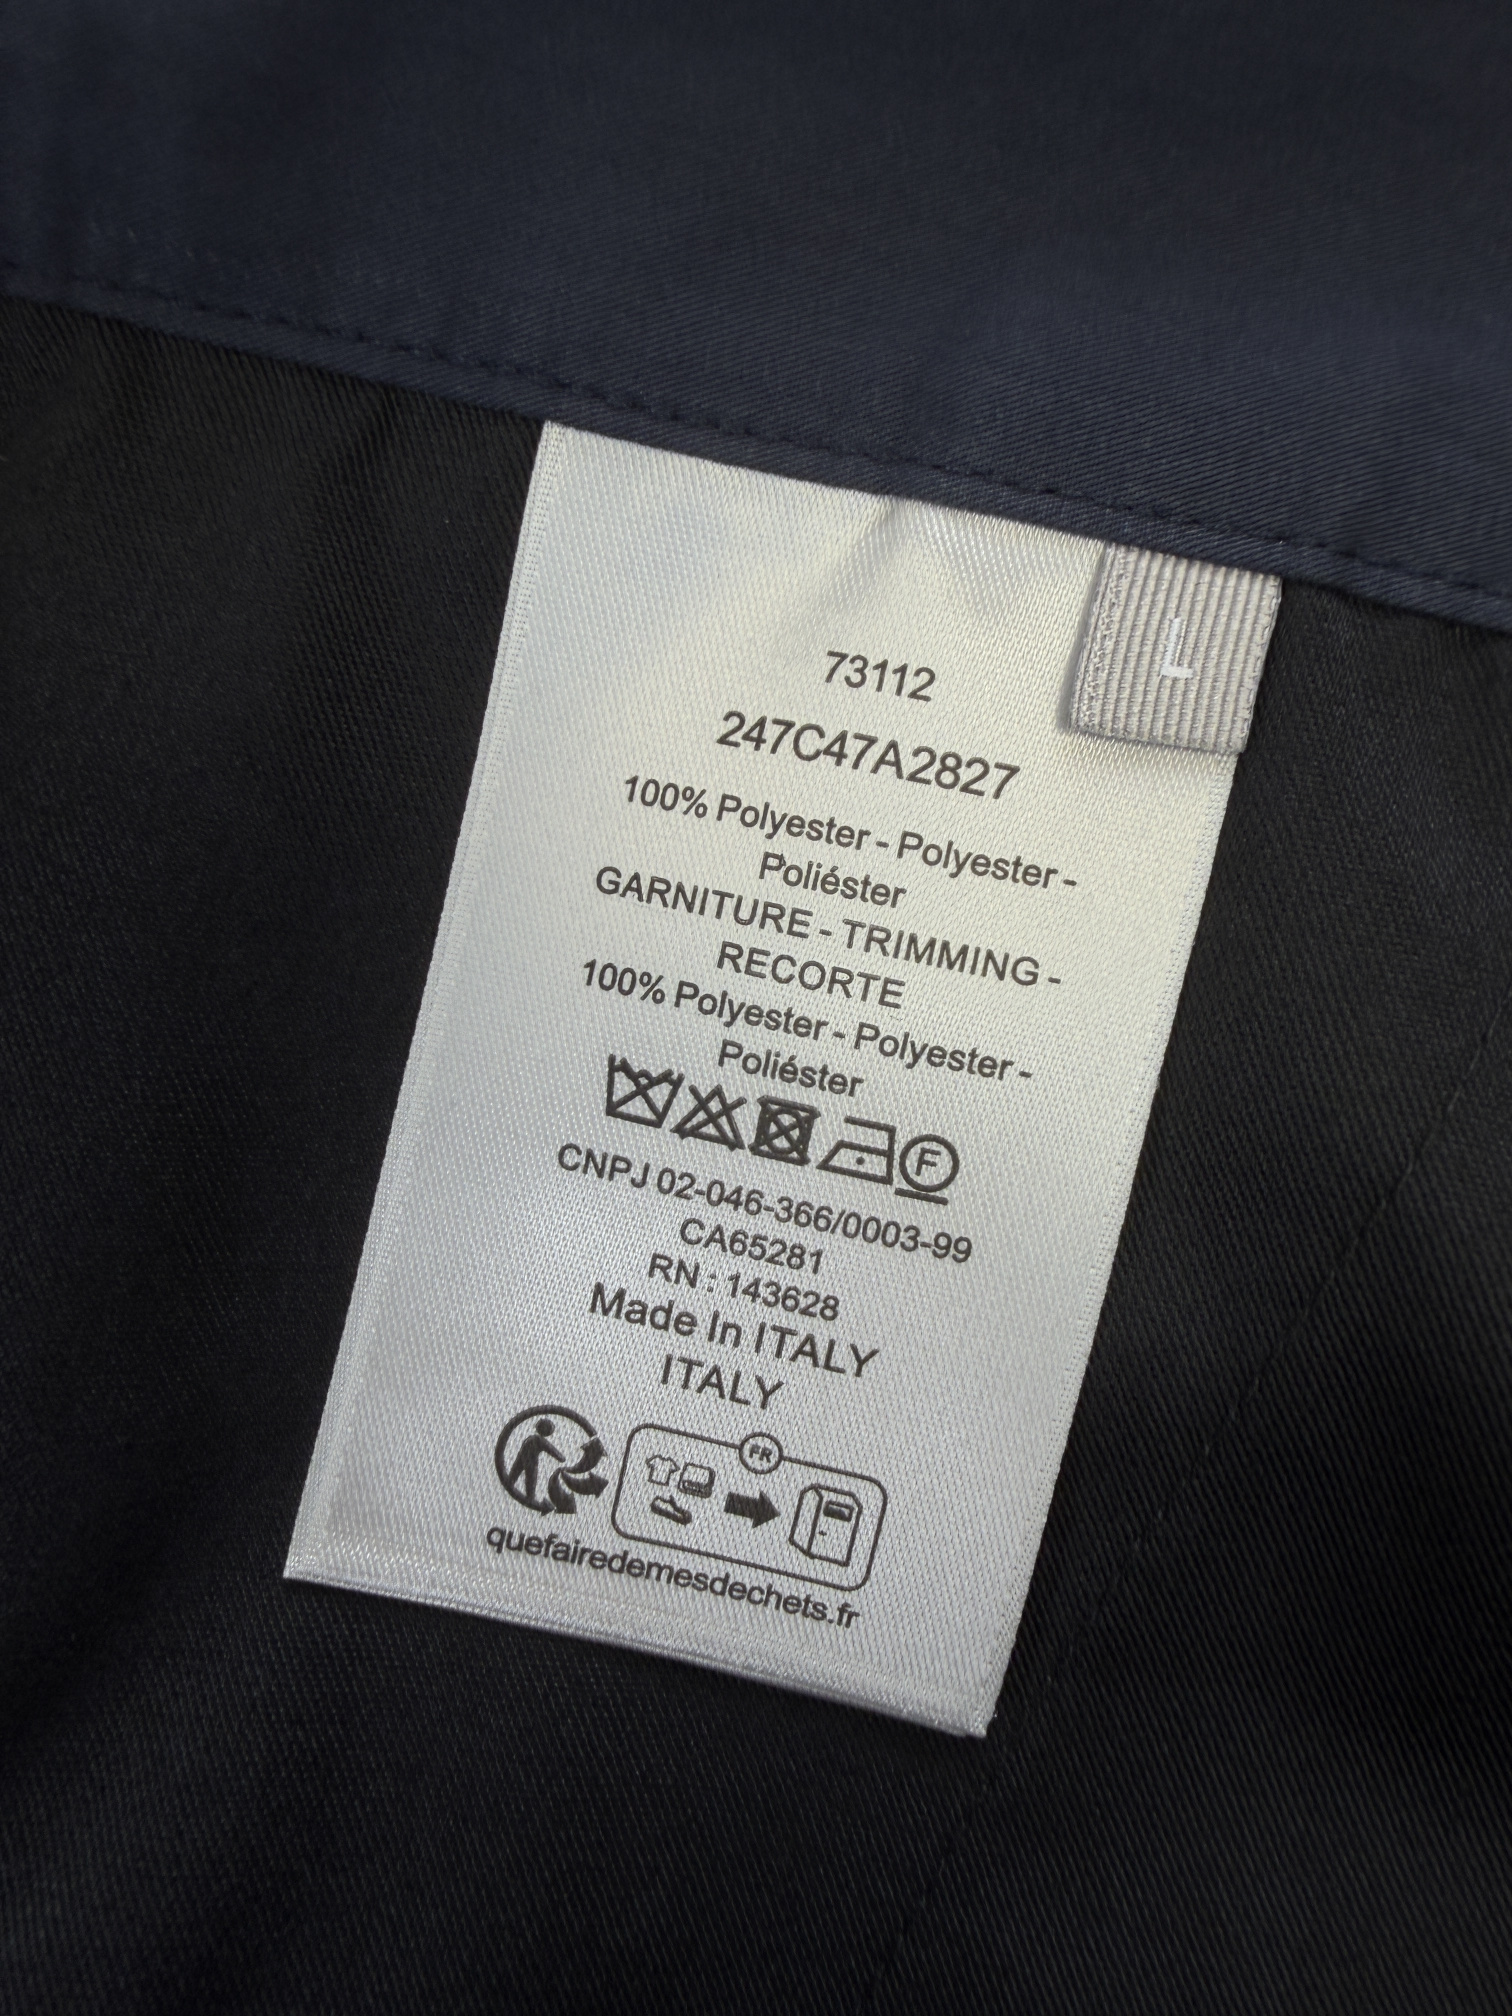 L
73112
247C47A2827
100% Polyester - Polyester -
Poliéster
GARNITURE - TRIMMING -
RECORTE
100% Polyester - Polyester -
Poliéster
F
CNPJ 02-046-366/0003-99
CA65281
RN : 143628
Made In ITALY
ITALY
FR
quefairedemesdechets.fr